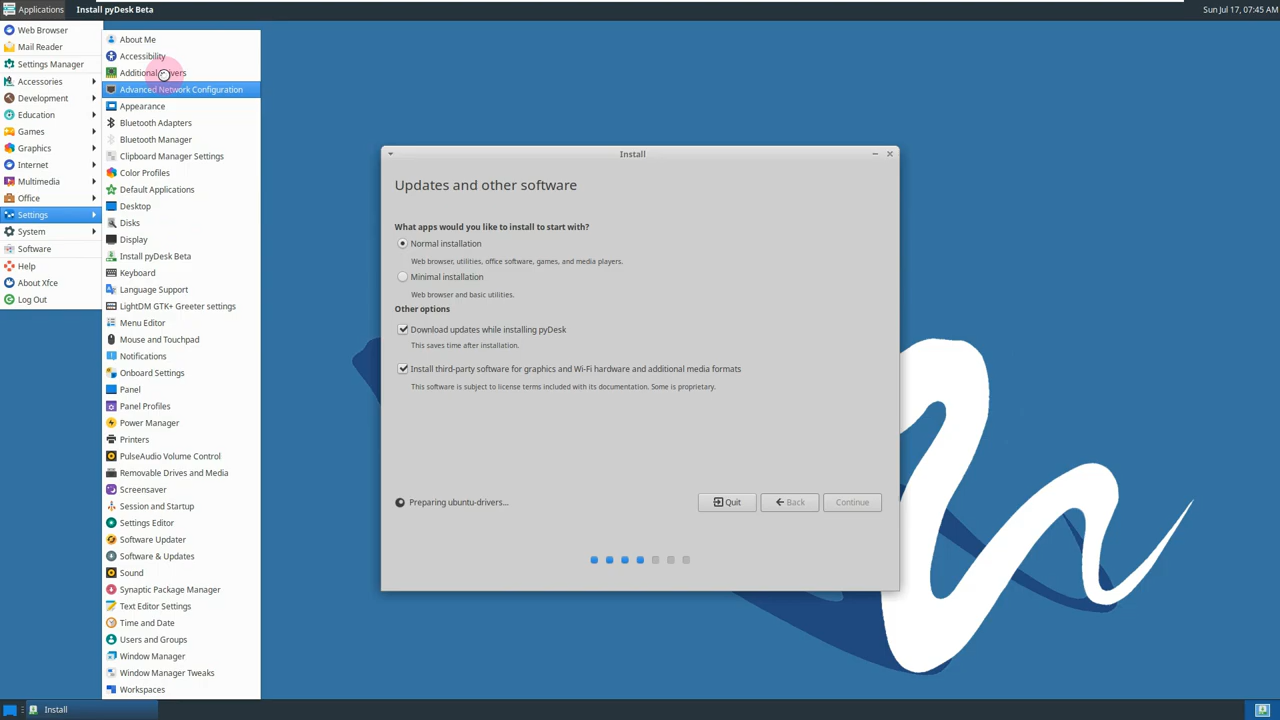 Applications
Install pyDesk Beta
Sun Jul 17, 07:45 AM
Web Browser
Mail Reader
Settings Manager
Accessories
Development
Education
Games
Graphics
Internet
Multimedia
Office
Settings
System
Software
Help
About Xfce
Log Out
About Me
Accessibility
Additional Drivers
Advanced Network Configuration
Appearance
Bluetooth Adapters
Bluetooth Manager
Clipboard Manager Settings
Color Profiles
Default Applications
Desktop
Disks
Display
Install pyDesk Beta
Keyboard
Language Support
LightDM GTK+ Greeter settings
Menu Editor
Mouse and Touchpad
Notifications
Onboard Settings
Panel
Panel Profiles
Power Manager
Printers
PulseAudio Volume Control
Removable Drives and Media
Screensaver
Session and Startup
Settings Editor
Software Updater
Software & Updates
Sound
Synaptic Package Manager
Text Editor Settings
Time and Date
Users and Groups
Window Manager
Window Manager Tweaks
Workspaces
Install
Updates and other software
What apps would you like to install to start with?
Normal installation
Web browser, utilities, office software, games, and media players.
Minimal installation
Web browser and basic utilities.
Other options
Download updates while installing pyDesk
This saves time after installation.
Install third-party software for graphics and Wi-Fi hardware and additional media formats
This software is subject to license terms included with its documentation. Some is proprietary.
Preparing ubuntu-drivers...
Quit
Back
Continue
Install